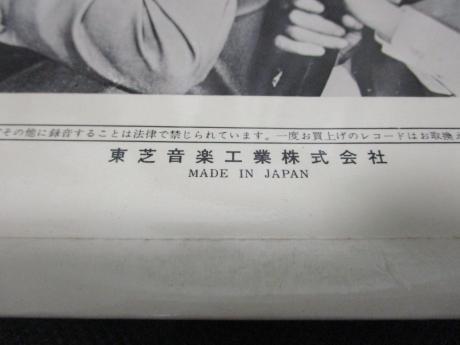 その他に録音することは法律で禁じられています。一度お買上げのレコードはお取換え
東芝音楽工業株式会社
MADE IN JAPAN